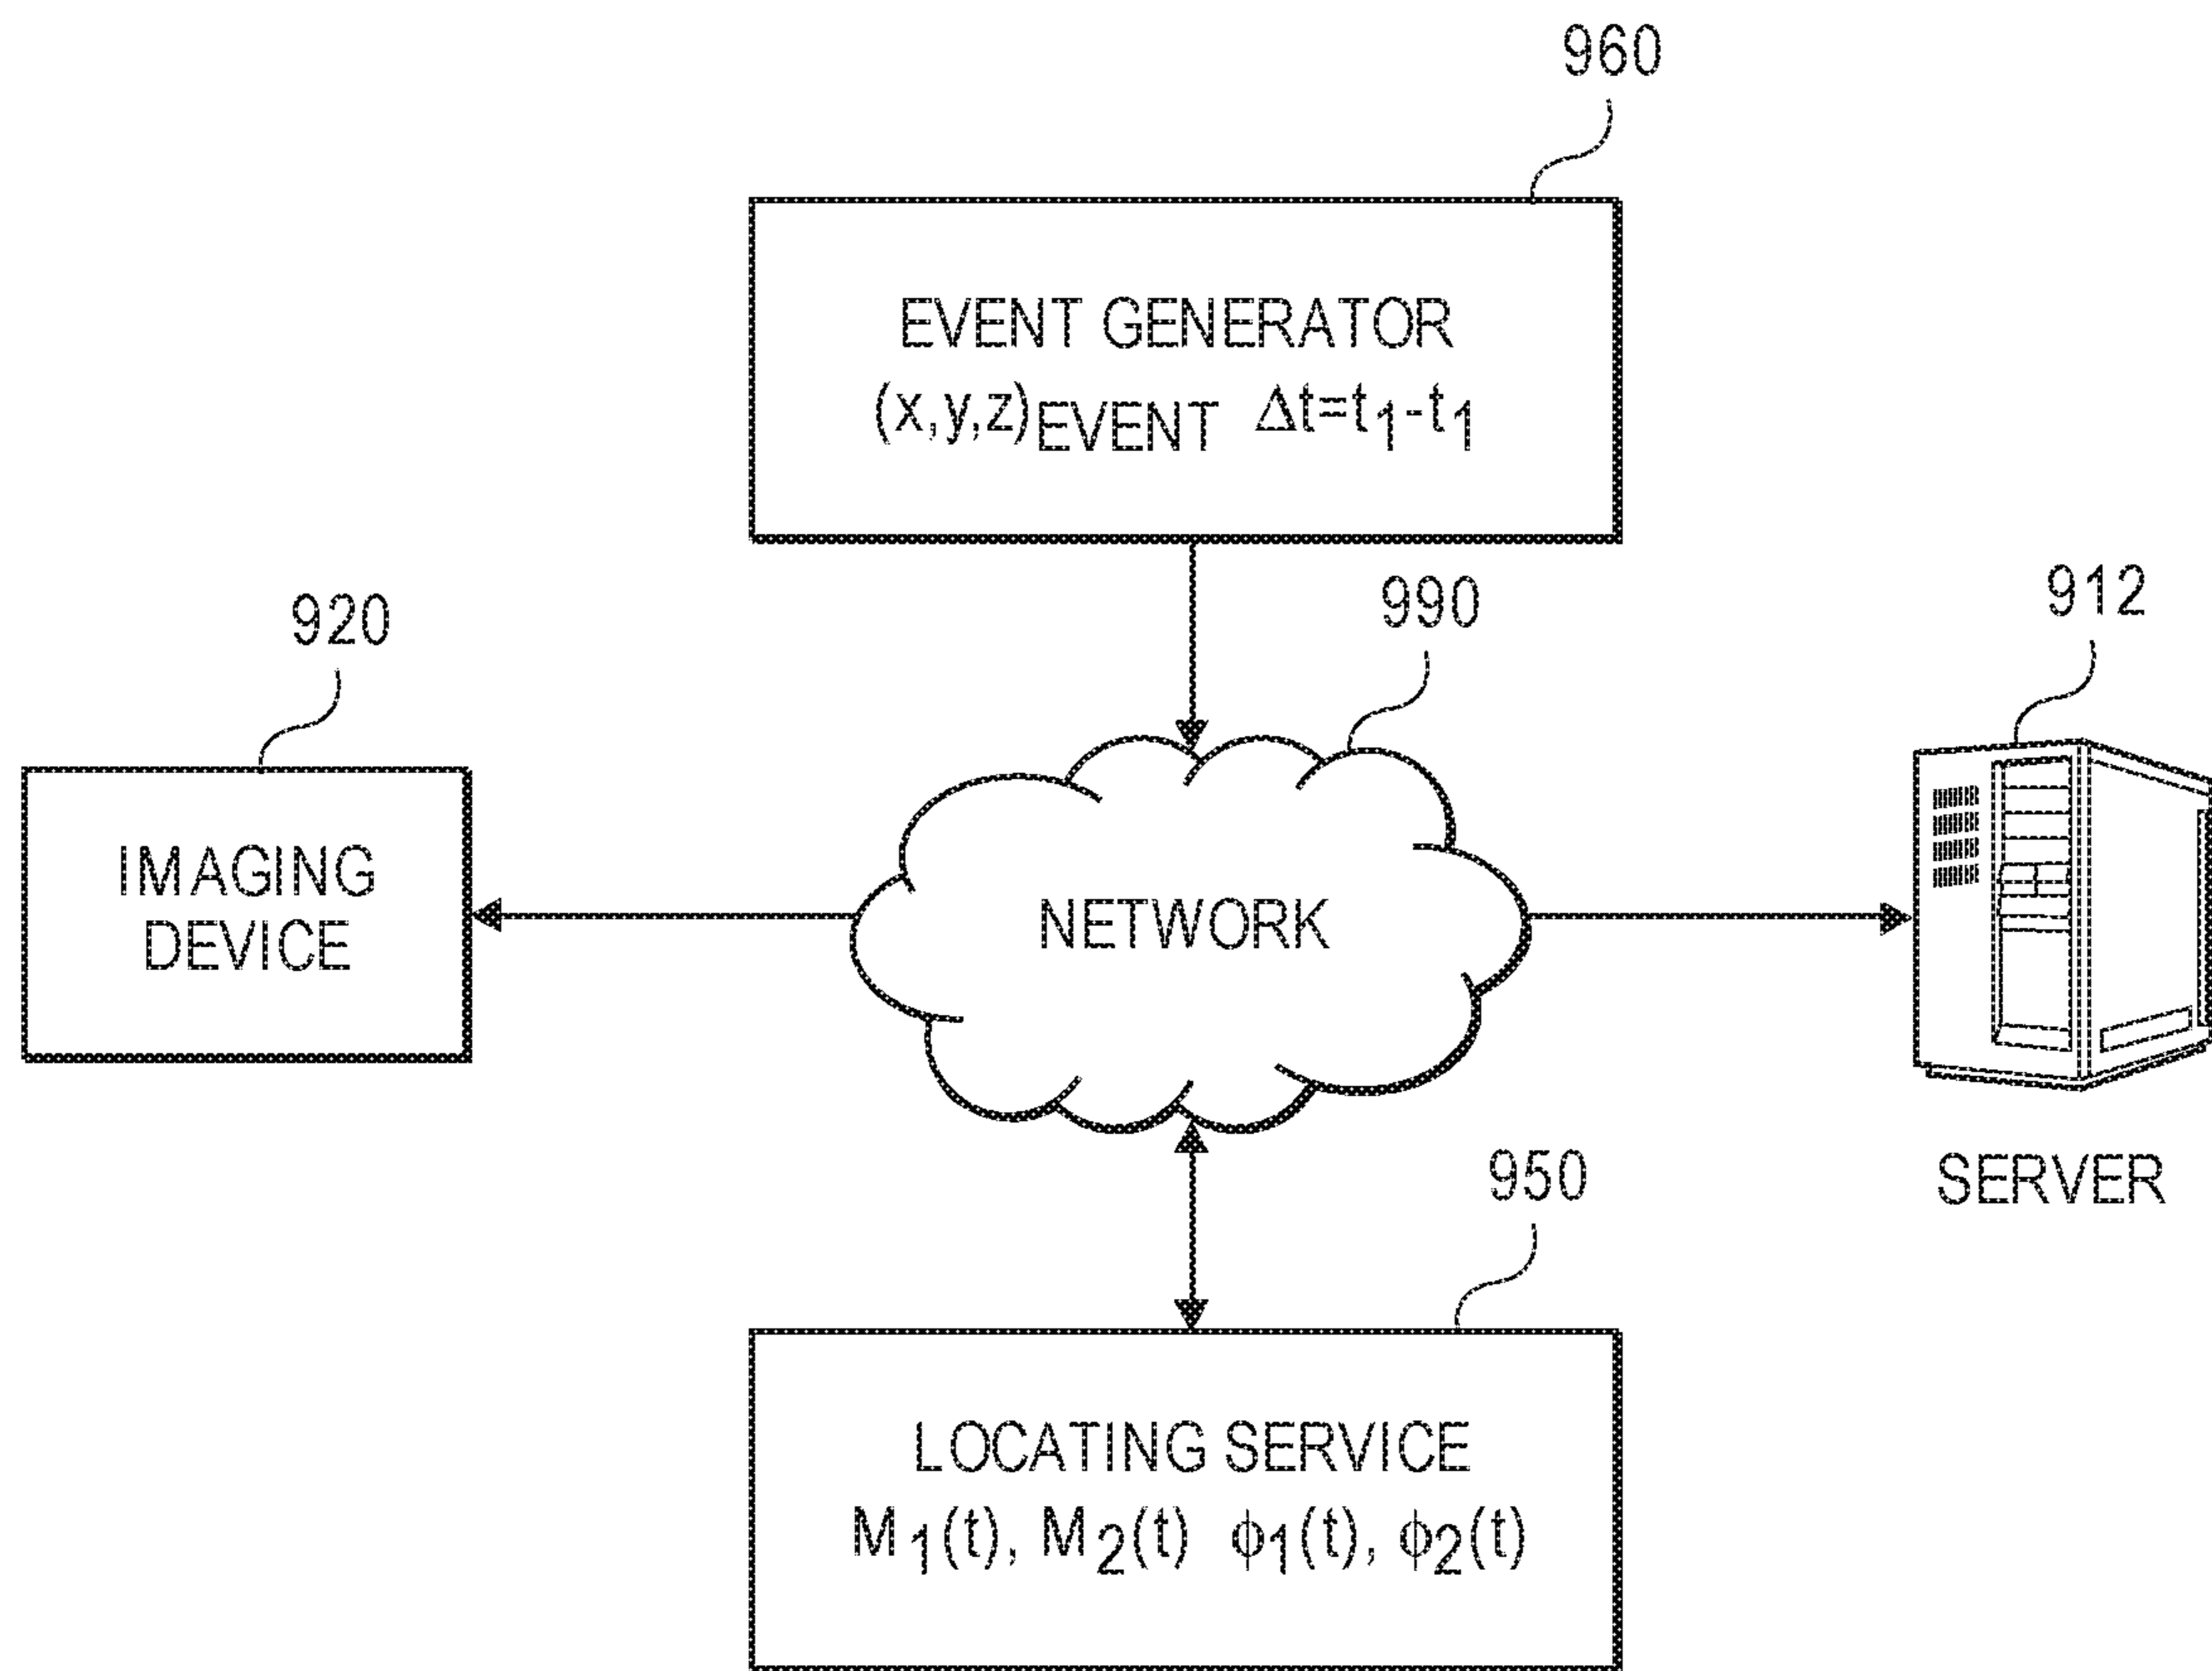 960
EVENT GENERATOR
(x,y,z)EVENT Δt=t1-t1
990
912
920
IMAGING
DEVICE
NETWORK
SERVER
950
LOCATING SERVICE
M1(t), M2(t) ϕ1(t), ϕ2(t)